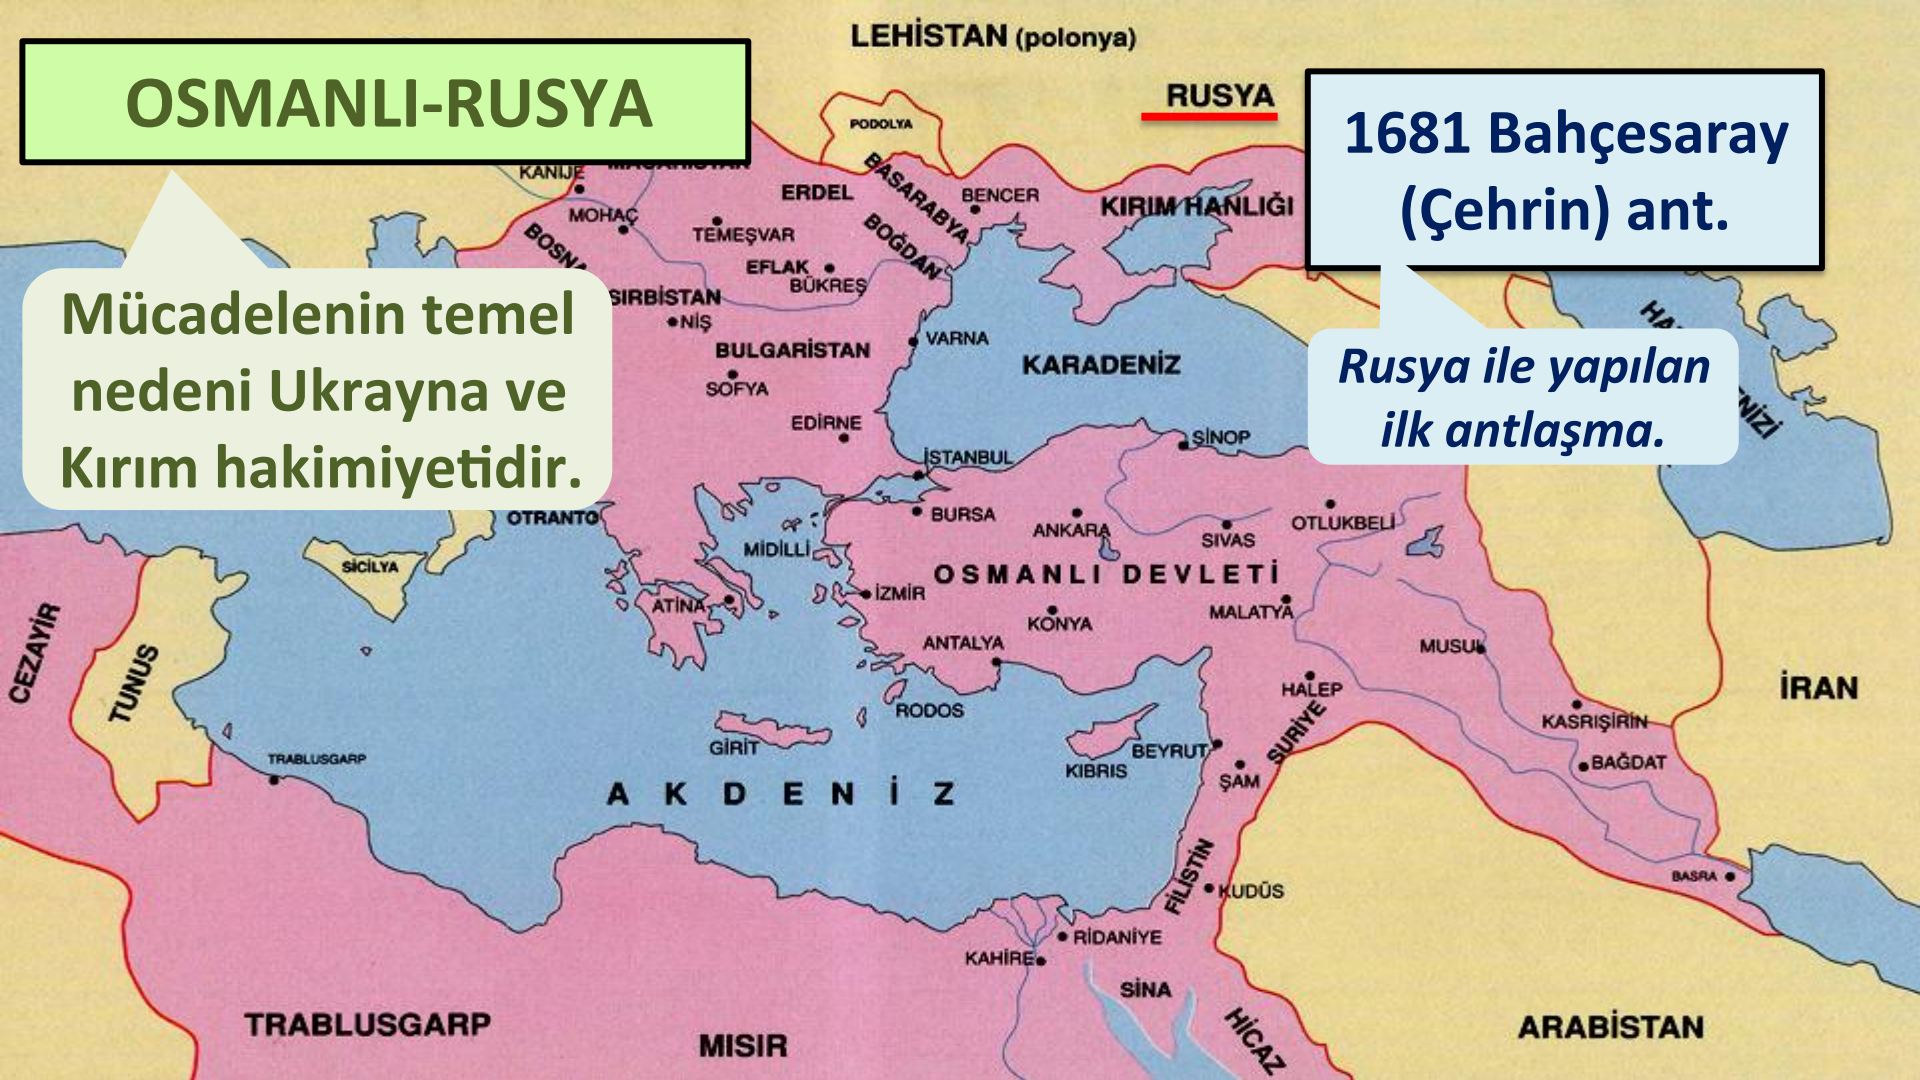 LEHİSTAN (polonya)
OSMANLI-RUSYA
RUSYA
1681 Bahçesaray
(Çehrin) ant.
PODOLYA
KANİJE
ERDEL
BASARABYA
BENCER
KIRIM HANLIĞI
MOHAÇ
TEMEŞVAR
BOĞDAN
BOSNA
EFLAK
BÜKREŞ
Mücadelenin temel
nedeni Ukrayna ve
Kırım hakimiyetidir.
SIRBİSTAN
NİŞ
VARNA
BULGARİSTAN
KARADENİZ
SOFYA
Rusya ile yapılan
ilk antlaşma.
EDİRNE
SİNOP
İSTANBUL
OTRANTO
BURSA
ANKARA
SIVAS
OTLUKBELİ
MİDİLLİ
SİCİLYA
OSMANLI DEVLETİ
İZMİR
ATİNA
KONYA
MALATYA
CEZAYİR
TUNUS
ANTALYA
MUSUL
HALEP
İRAN
RODOS
SURİYE
KASRIŞİRİN
GİRİT
BEYRUT
KIBRIS
TRABLUSGARP
ŞAM
BAĞDAT
AKDENİZ
FİLİSTİN
KUDÜS
BASRA
RİDANİYE
KAHİRE
SİNA
TRABLUSGARP
MISIR
HİCAZ
ARABİSTAN